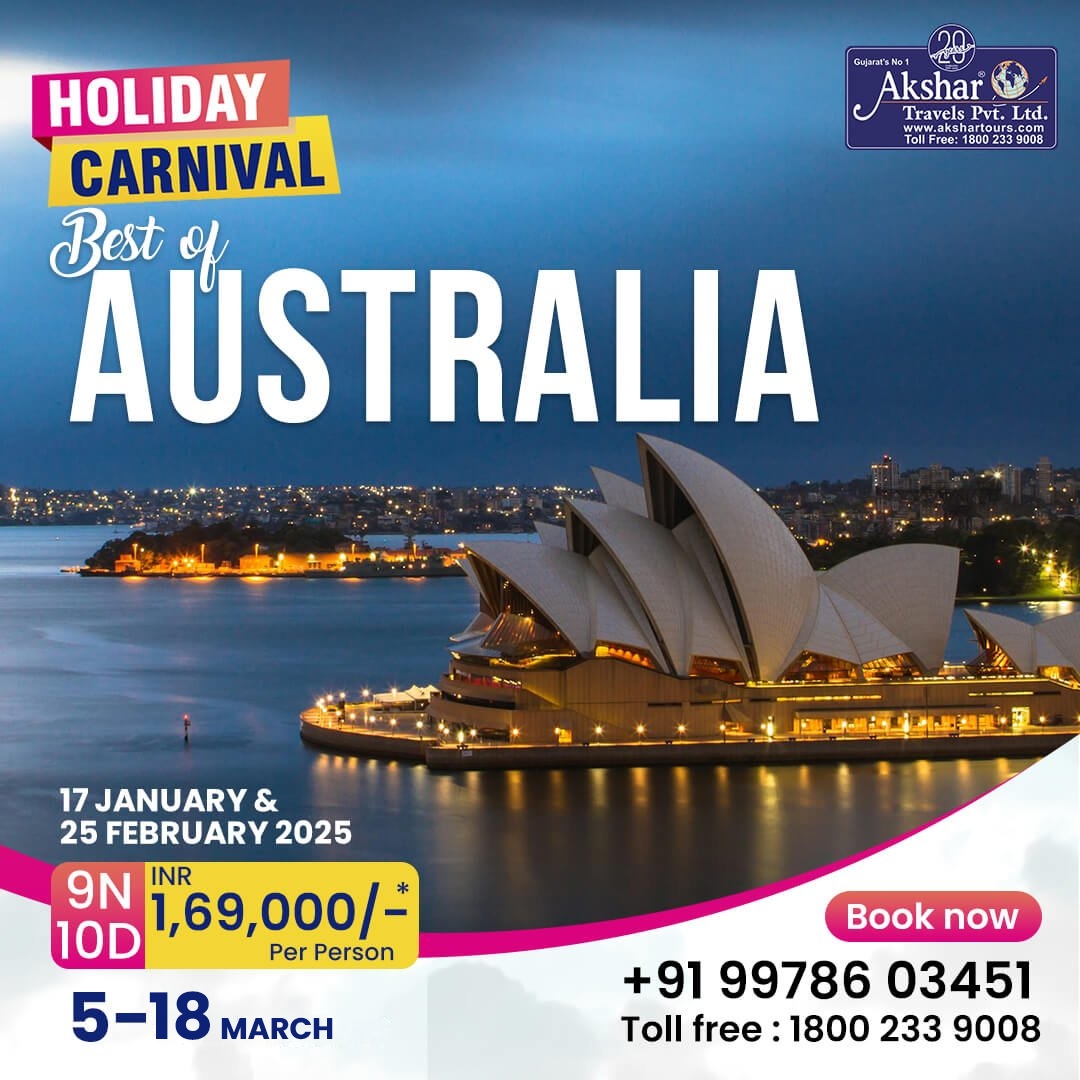 HOLIDAY
CARNIVAL
Best of
AUSTRALIA
Gujarat's No 1
Akshar®
Travels Pvt. Ltd.
www.akshartours.com
Toll Free: 1800 233 9008
17 JANUARY &
25 FEBRUARY 2025
9N
10D
INR
1,69,000/-*
Per Person
5-18 MARCH
Book now
+91 99786 03451
Toll free : 1800 233 9008